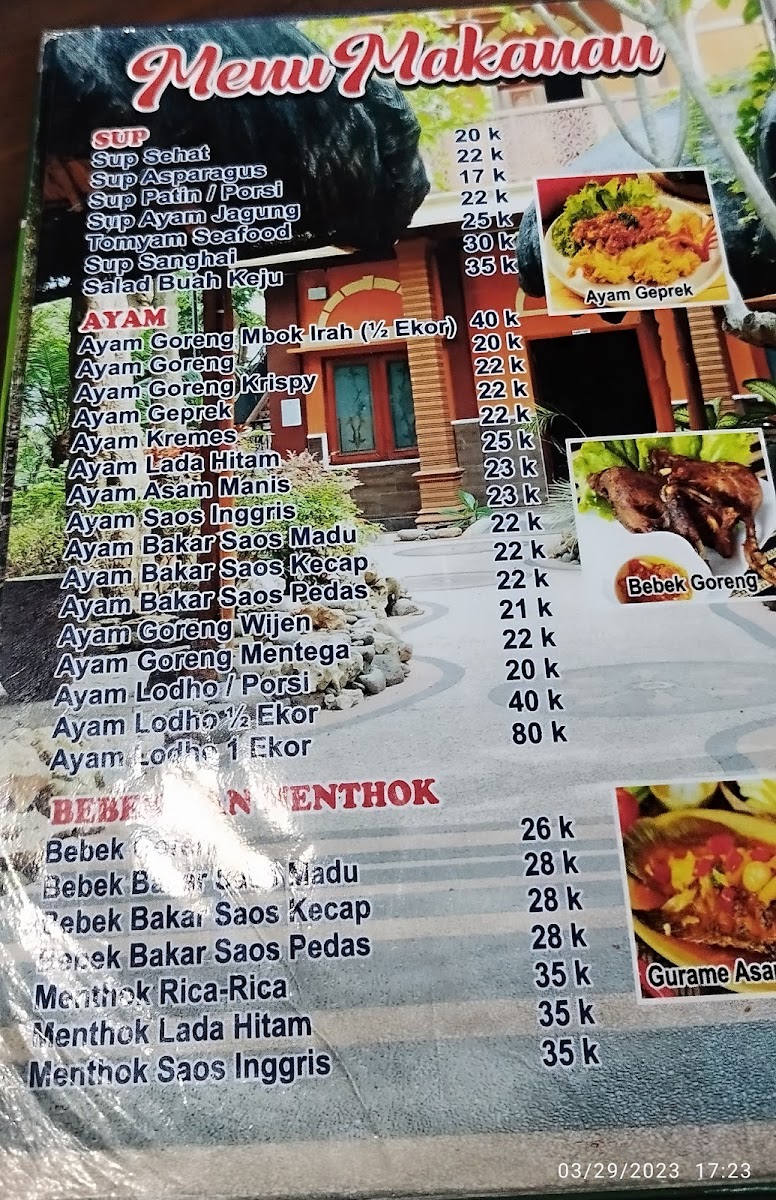 Menu Makanan
SUP
Sup Sehat 20 k
Sup Asparagus 22 k
Sup Patin / Porsi 17 k
Sup Ayam Jagung 22 k
Tomyam Seafood 25 k
Sup Sanghai 30 k
Salad Buah Keju 35 k
AYAM
Ayam Goreng Mbok Irah (½ Ekor) 40 k
Ayam Goreng 20 k
Ayam Goreng Krispy 22 k
Ayam Geprek 22 k
Ayam Kremes 22 k
Ayam Lada Hitam 25 k
Ayam Asam Manis 23 k
Ayam Saos Inggris 23 k
Ayam Bakar Saos Madu 22 k
Ayam Bakar Saos Kecap 22 k
Ayam Bakar Saos Pedas 22 k
Ayam Goreng Wijen 21 k
Ayam Goreng Mentega 22 k
Ayam Lodho / Porsi 20 k
Ayam Lodho ½ Ekor 40 k
Ayam Lodho 1 Ekor 80 k
BEBEK DAN MENTHOK
Bebek Goreng 26 k
Bebek Bakar Saos Madu 28 k
Bebek Bakar Saos Kecap 28 k
Bebek Bakar Saos Pedas 28 k
Menthok Rica-Rica 35 k
Menthok Lada Hitam 35 k
Menthok Saos Inggris 35 k
Ayam Geprek
Bebek Goreng
Gurame Asa
03/29/2023 17:23